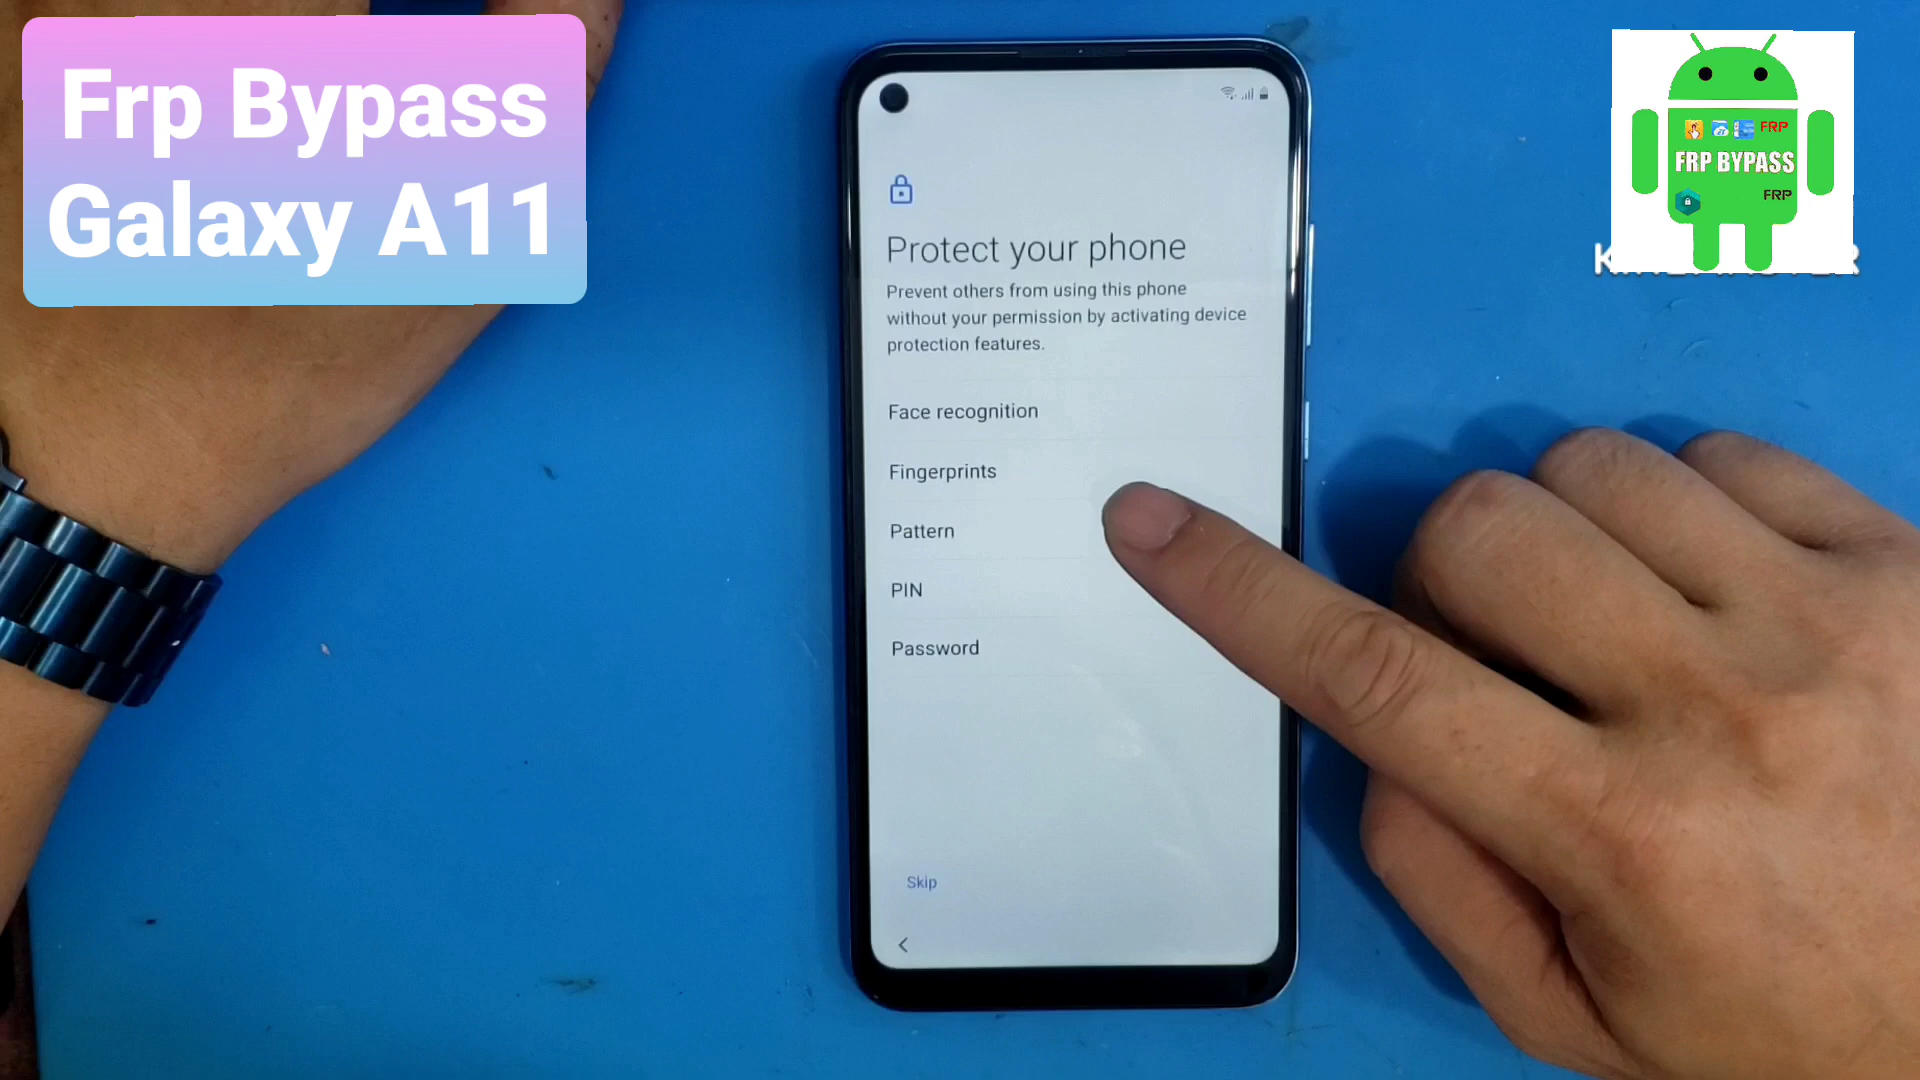 Frp Bypass
Galaxy A11
FRP
FRP BYPASS
FRP
Protect your phone
Prevent others from using this phone
without your permission by activating device
protection features.
Face recognition
Fingerprints
Pattern
PIN
Password
Skip